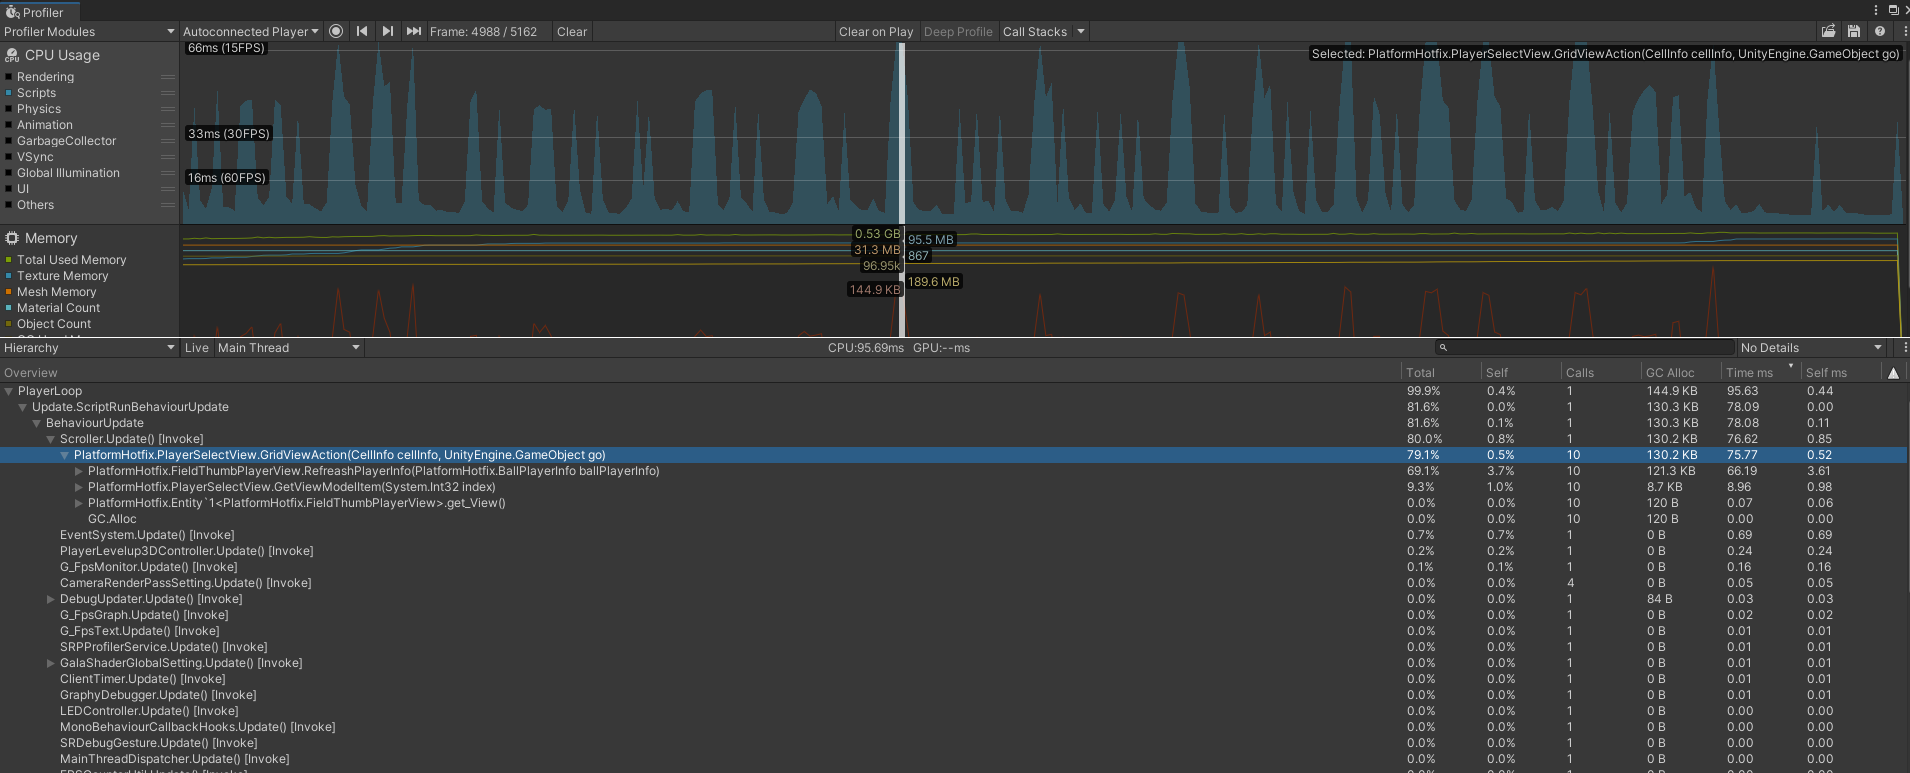 Profiler
Profiler Modules Autoconnected Player Frame: 4988 / 5162 Clear Clear on Play Deep Profile Call Stacks
CPU Usage
Rendering
Scripts
Physics
Animation
GarbageCollector
VSync
Global Illumination
UI
Others
66ms (15FPS)
33ms (30FPS)
16ms (60FPS)
Selected: PlatformHotfix.PlayerSelectView.GridViewAction(CellInfo cellInfo, UnityEngine.GameObject go)
Memory
Total Used Memory
Texture Memory
Mesh Memory
Material Count
Object Count
0.53 GB
95.5 MB
31.3 MB
867
96.95k
189.6 MB
144.9 KB
Hierarchy Live Main Thread CPU:95.69ms GPU:--ms No Details
Overview Total Self Calls GC Alloc Time ms Self ms
PlayerLoop 99.9% 0.4% 1 144.9 KB 95.63 0.44
Update.ScriptRunBehaviourUpdate 81.6% 0.0% 1 130.3 KB 78.09 0.00
BehaviourUpdate 81.6% 0.1% 1 130.3 KB 78.08 0.11
Scroller.Update() [Invoke] 80.0% 0.8% 1 130.2 KB 76.62 0.85
PlatformHotfix.PlayerSelectView.GridViewAction(CellInfo cellInfo, UnityEngine.GameObject go) 79.1% 0.5% 10 130.2 KB 75.77 0.52
PlatformHotfix.FieldThumbPlayerView.RefreashPlayerInfo(PlatformHotfix.BallPlayerInfo ballPlayerInfo) 69.1% 3.7% 10 121.3 KB 66.19 3.61
PlatformHotfix.PlayerSelectView.GetViewModelItem(System.Int32 index) 9.3% 1.0% 10 8.7 KB 8.96 0.98
PlatformHotfix.Entity`1<PlatformHotfix.FieldThumbPlayerView>.get_View() 0.0% 0.0% 10 120 B 0.07 0.06
GC.Alloc 0.0% 0.0% 10 120 B 0.00 0.00
EventSystem.Update() [Invoke] 0.7% 0.7% 1 0 B 0.69 0.69
PlayerLevelup3DController.Update() [Invoke] 0.2% 0.2% 1 0 B 0.24 0.24
G_FpsMonitor.Update() [Invoke] 0.1% 0.1% 1 0 B 0.16 0.16
CameraRenderPassSetting.Update() [Invoke] 0.0% 0.0% 4 0 B 0.05 0.05
DebugUpdater.Update() [Invoke] 0.0% 0.0% 1 84 B 0.03 0.03
G_FpsGraph.Update() [Invoke] 0.0% 0.0% 1 0 B 0.02 0.02
G_FpsText.Update() [Invoke] 0.0% 0.0% 1 0 B 0.01 0.01
SRPProfilerService.Update() [Invoke] 0.0% 0.0% 1 0 B 0.01 0.01
GalaShaderGlobalSetting.Update() [Invoke] 0.0% 0.0% 1 0 B 0.01 0.01
ClientTimer.Update() [Invoke] 0.0% 0.0% 1 0 B 0.01 0.01
GraphyDebugger.Update() [Invoke] 0.0% 0.0% 1 0 B 0.01 0.01
LEDController.Update() [Invoke] 0.0% 0.0% 1 0 B 0.00 0.00
MonoBehaviourCallbackHooks.Update() [Invoke] 0.0% 0.0% 1 0 B 0.00 0.00
SRDebugGesture.Update() [Invoke] 0.0% 0.0% 1 0 B 0.00 0.00
MainThreadDispatcher.Update() [Invoke] 0.0% 0.0% 1 0 B 0.00 0.00